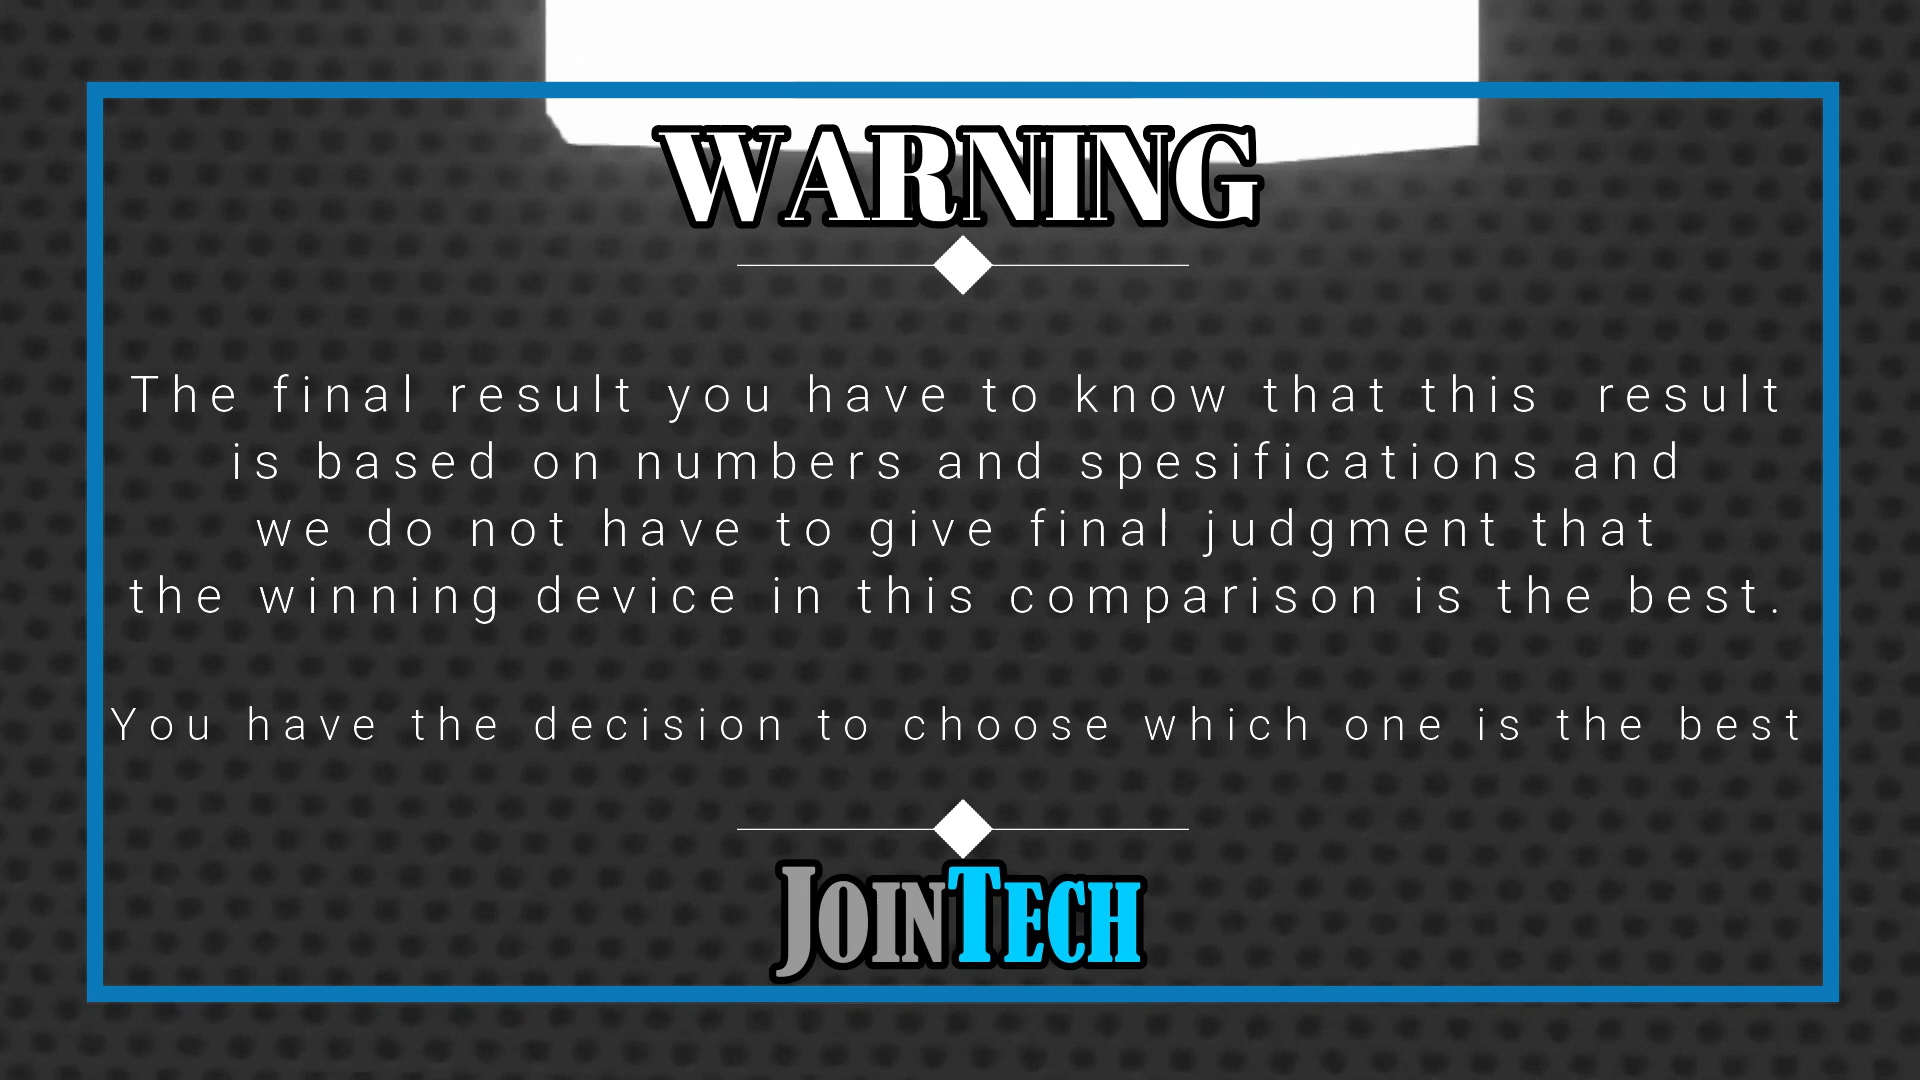 WARNING
The final result you have to know that this result
is based on numbers and spesifications and
we do not have to give final judgment that
the winning device in this comparison is the best.
You have the decision to choose which one is the best
JOINTECH